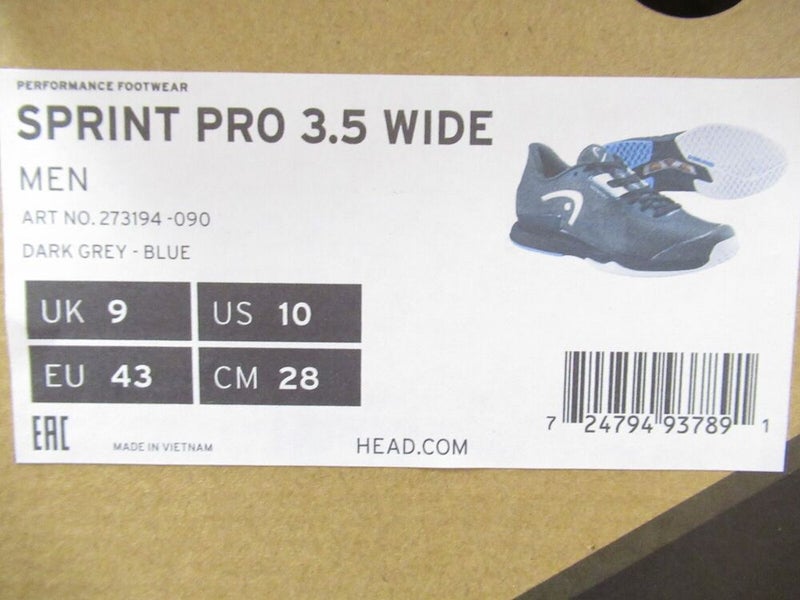 PERFORMANCE FOOTWEAR
SPRINT PRO 3.5 WIDE
MEN
ART NO. 273194 -090
DARK GREY - BLUE
UK 9 US 10
EU 43 CM 28
EAC MADE IN VIETNAM HEAD.COM
7 24794 93789 1